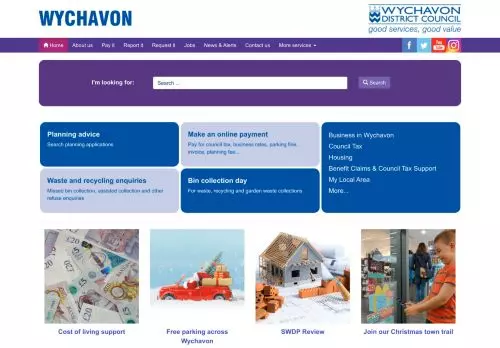 WYCHAVON
WYCHAVON
DISTRICT COUNCIL
good services, good value
Home About us Pay it Report it Request it Jobs News & Alerts Contact us More services
I'm looking for: Search ... Search
Planning advice
Search planning applications
Make an online payment
Pay for council tax, business rates, parking fine,
invoice, planning fee...
Waste and recycling enquiries
Missed bin collection, assisted collection and other
refuse enquiries
Bin collection day
For waste, recycling and garden waste collections
Business in Wychavon
Council Tax
Housing
Benefit Claims & Council Tax Support
My Local Area
More...
Cost of living support
Free parking across
Wychavon
SWDP Review
Join our Christmas town trail